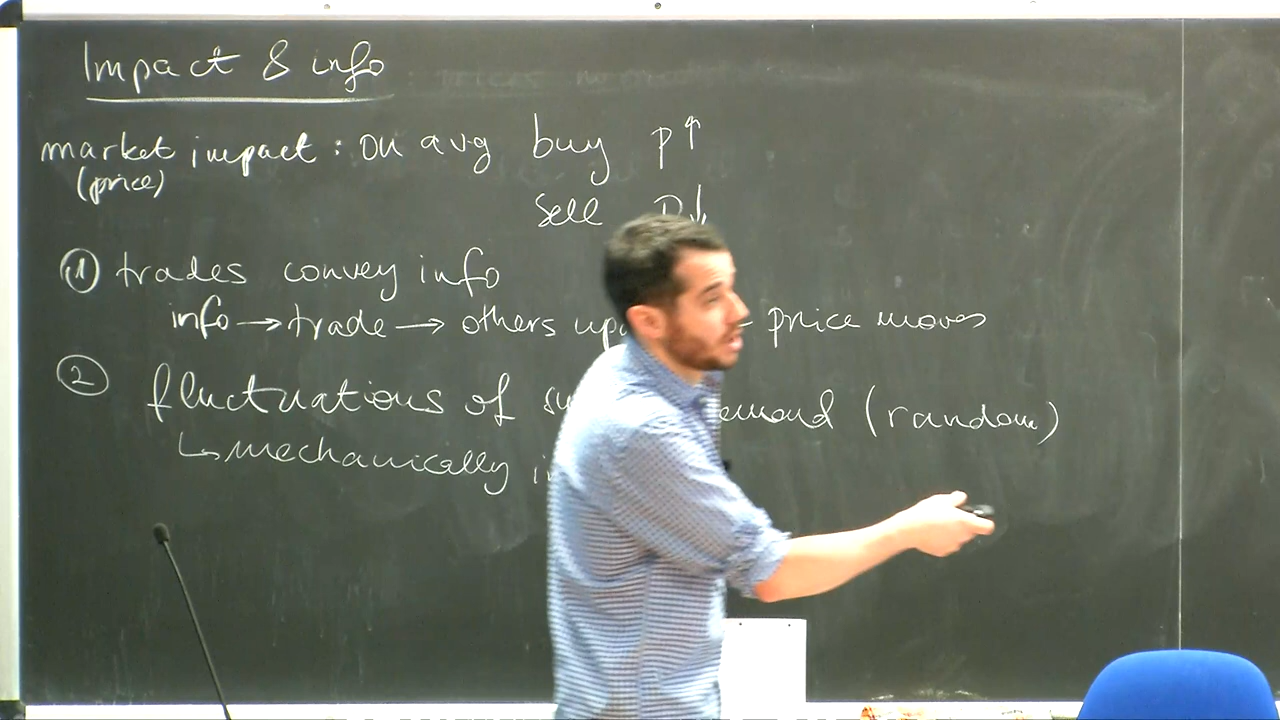 Impact & info
market impact : on avg buy p↑
(price)
sell p↓
① trades convey info
info → trade → others price moves
② fluctuations of (random)
↳ mechanically